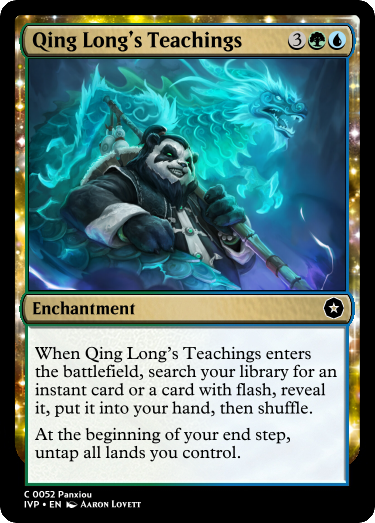 Qing Long's Teachings 3
Enchantment
When Qing Long's Teachings enters
the battlefield, search your library for an
instant card or a card with flash, reveal
it, put it into your hand, then shuffle.
At the beginning of your end step,
untap all lands you control.
C 0052 Panxiou
IVP • EN Aaron Lovett